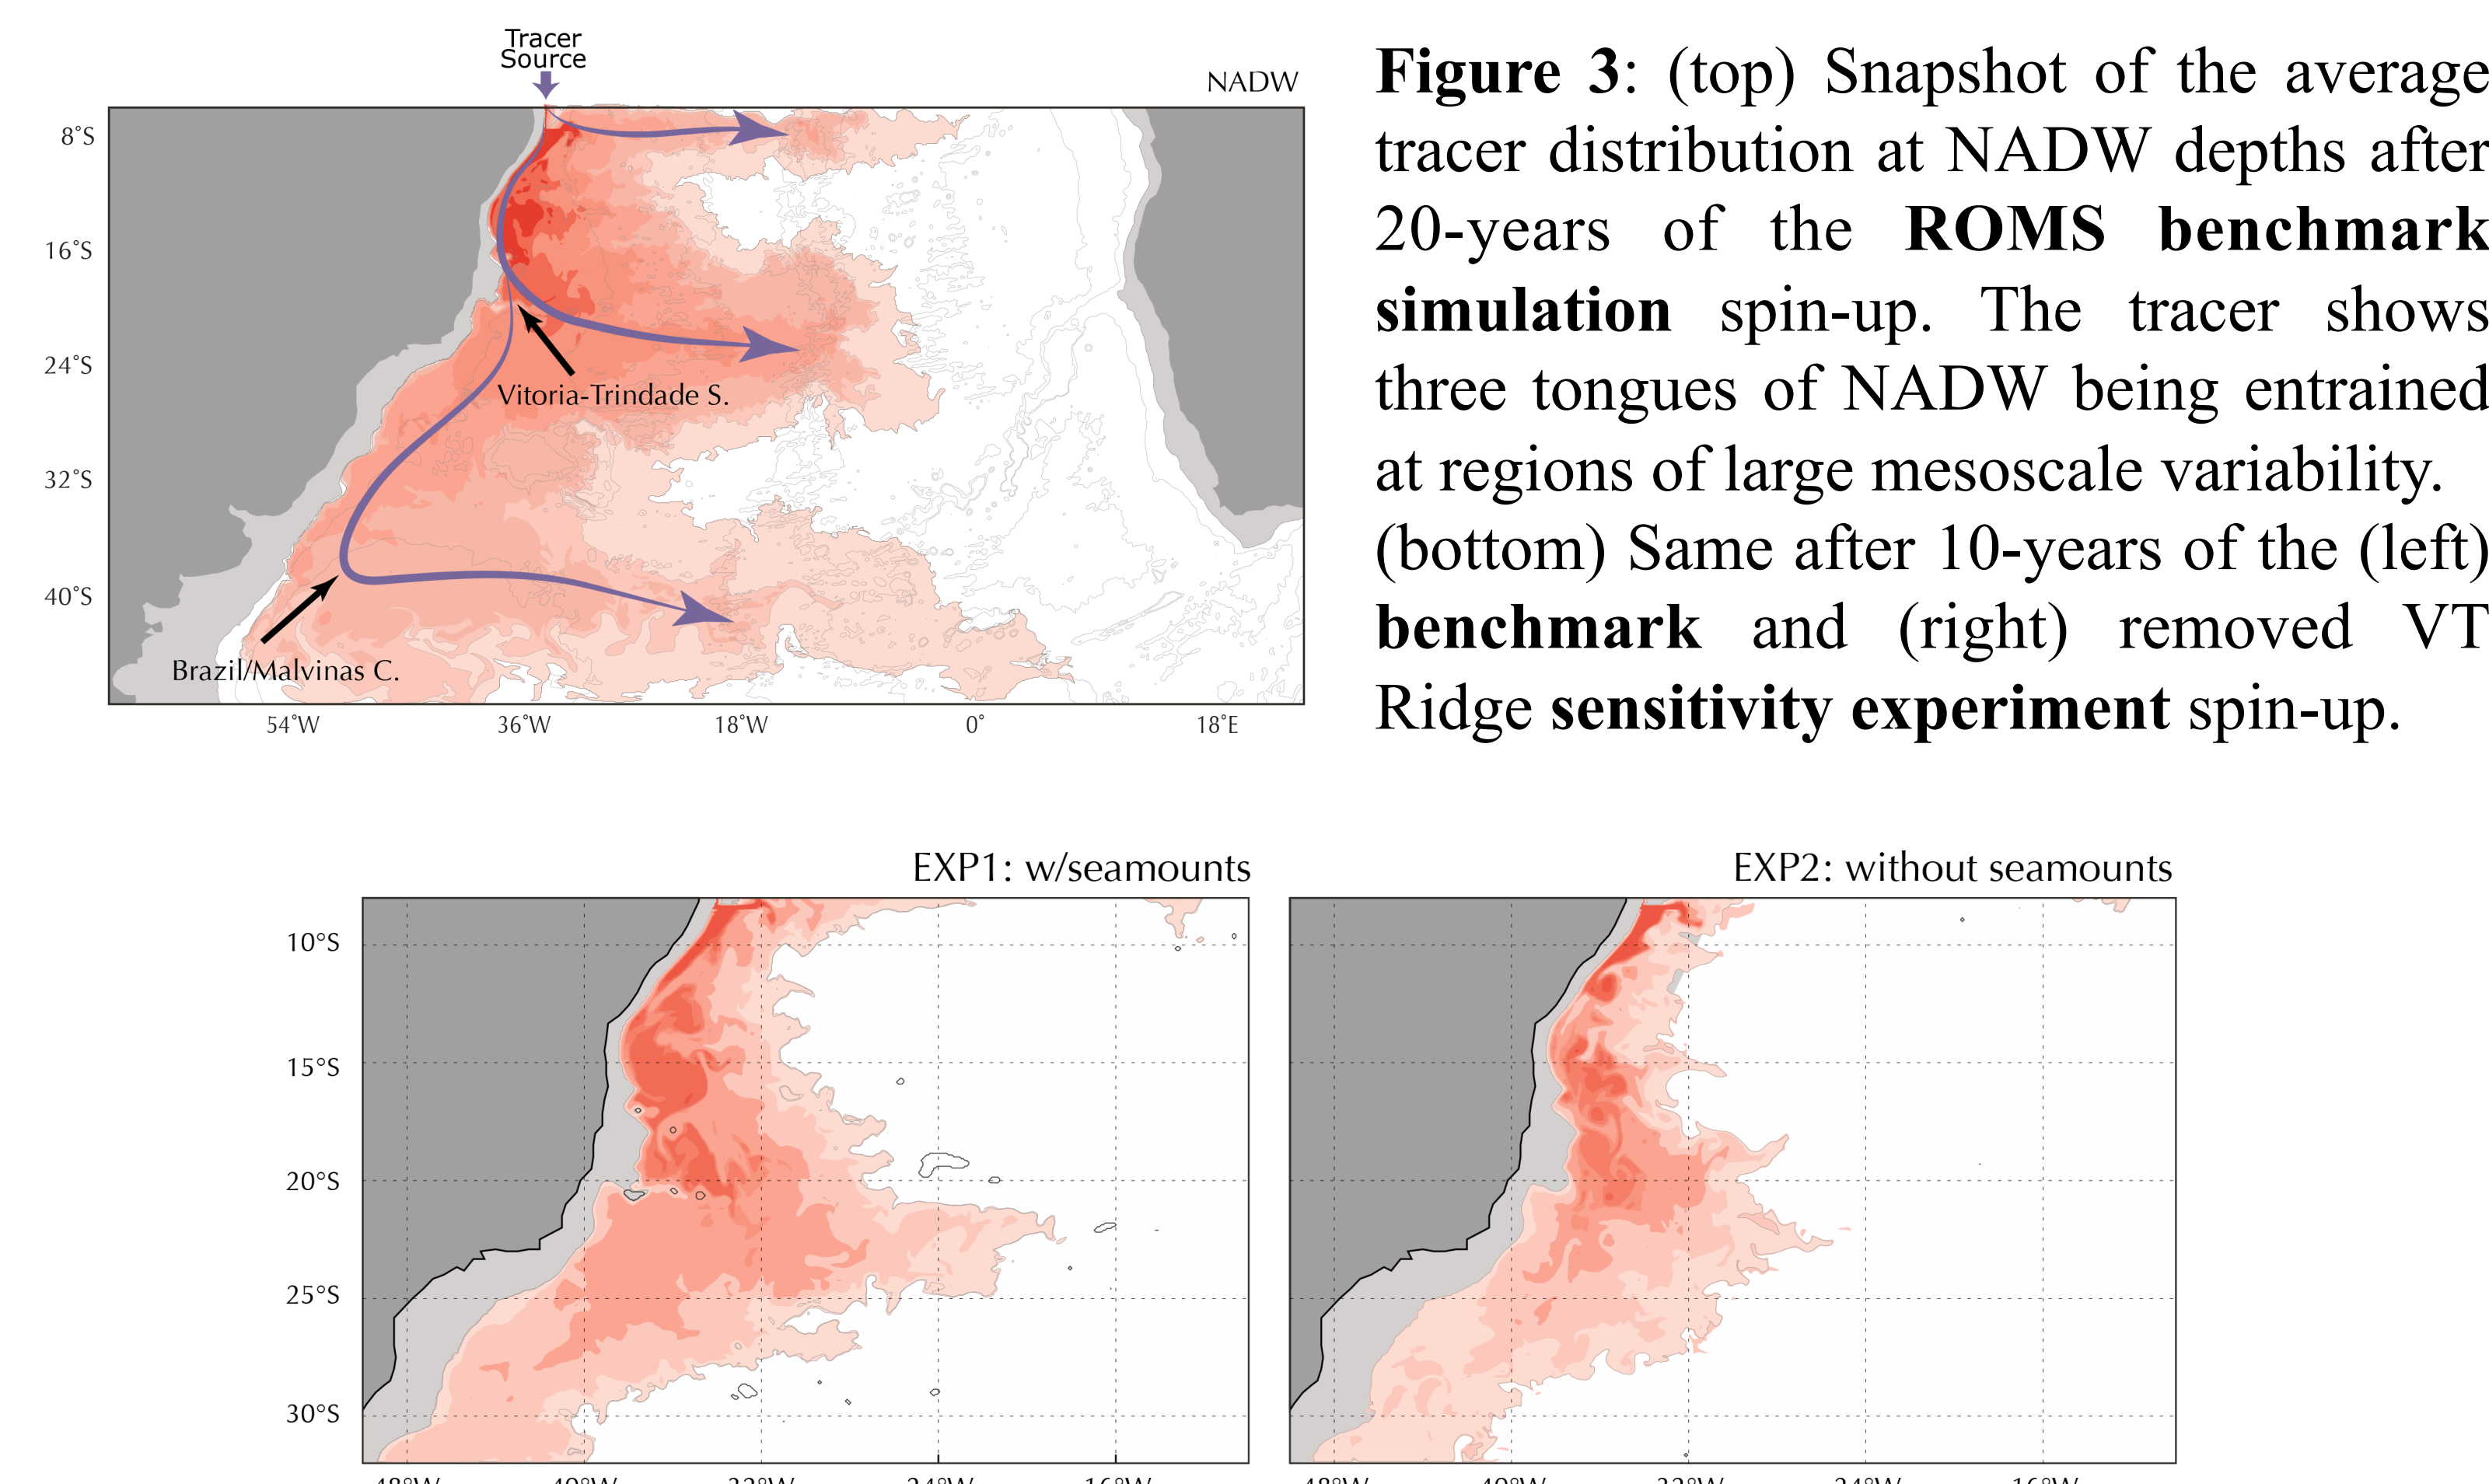 Tracer
Source
NADW
8°S
16°S
24°S
32°S
40°S
Vitoria-Trindade S.
Brazil/Malvinas C.
54°W
36°W
18°W
0°
18°E
Figure 3: (top) Snapshot of the average
tracer distribution at NADW depths after
20-years of the ROMS benchmark
simulation spin-up. The tracer shows
three tongues of NADW being entrained
at regions of large mesoscale variability.
(bottom) Same after 10-years of the (left)
benchmark and (right) removed VT
Ridge sensitivity experiment spin-up.
EXP1: w/seamounts
EXP2: without seamounts
10°S
15°S
20°S
25°S
30°S